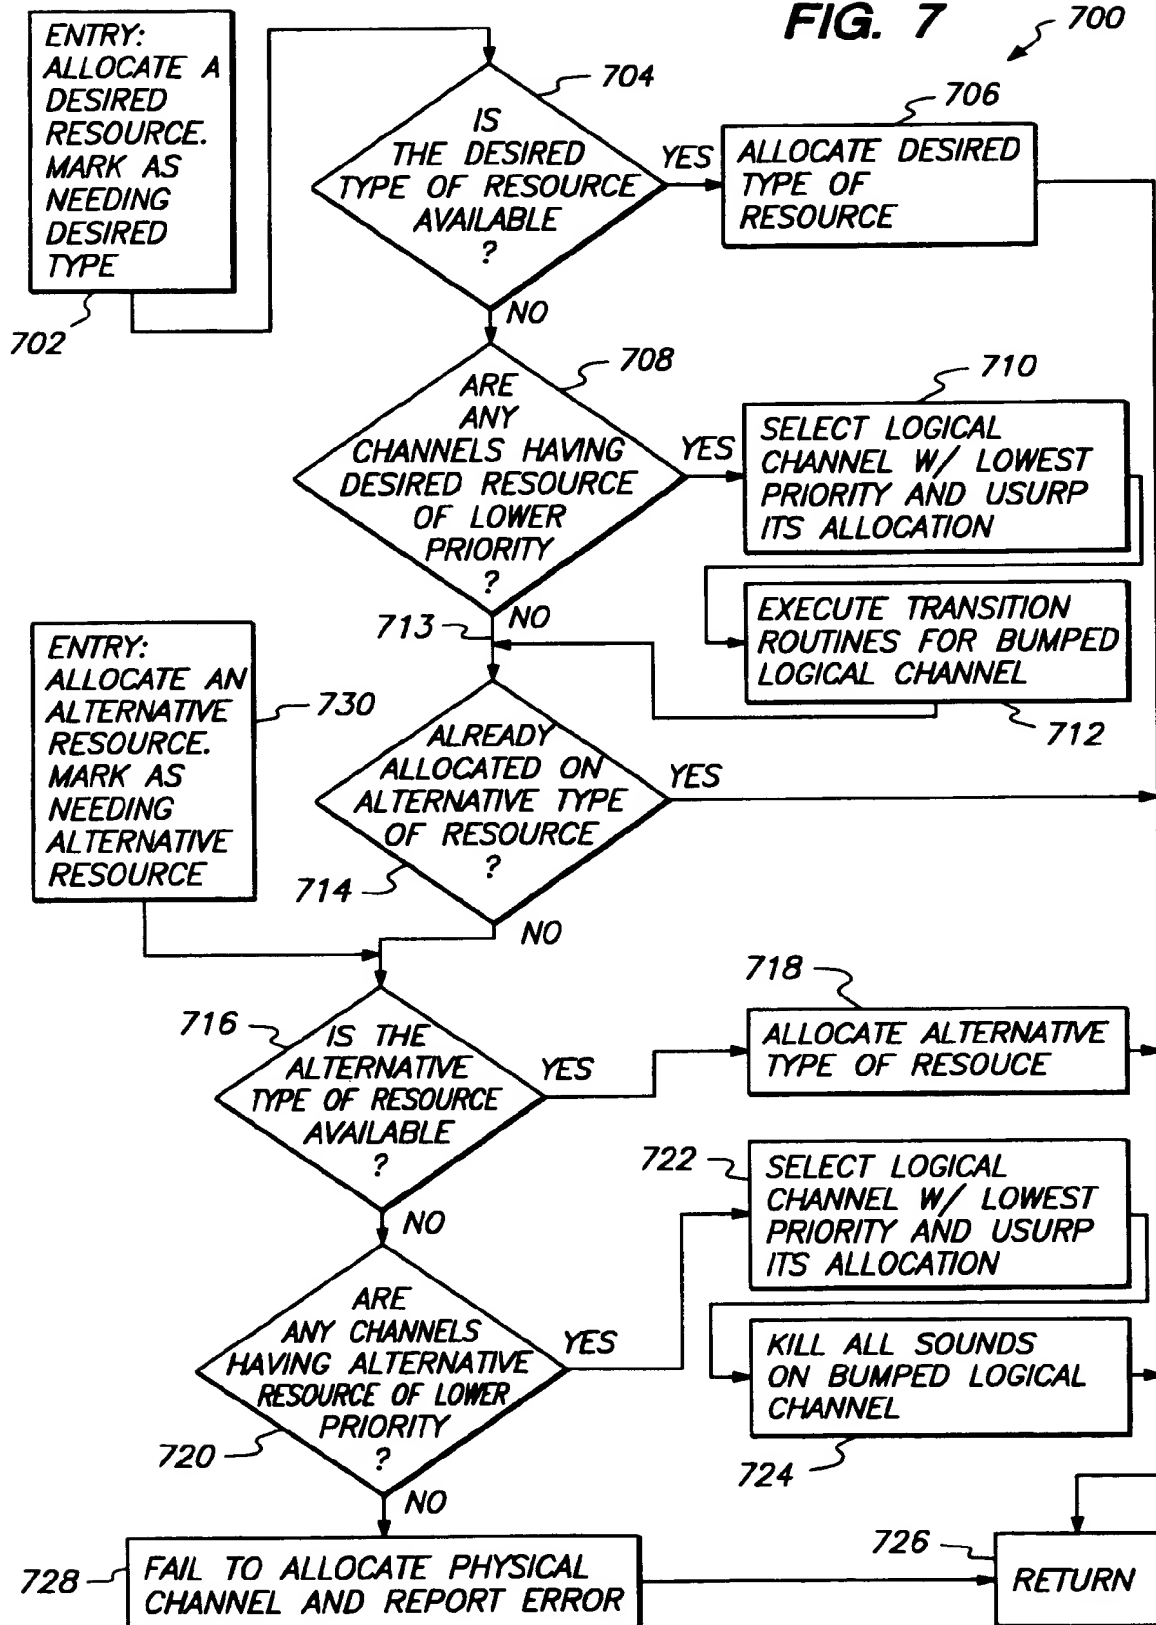 FIG. 7
700
ENTRY:
ALLOCATE A
DESIRED
RESOURCE.
MARK AS
NEEDING
DESIRED
TYPE
702
704
IS
THE DESIRED
TYPE OF RESOURCE
AVAILABLE
?
YES
NO
706
ALLOCATE DESIRED
TYPE OF
RESOURCE
708
ARE
ANY
CHANNELS HAVING
DESIRED RESOURCE
OF LOWER
PRIORITY
?
YES
NO
710
SELECT LOGICAL
CHANNEL W/ LOWEST
PRIORITY AND USURP
ITS ALLOCATION
EXECUTE TRANSITION
ROUTINES FOR BUMPED
LOGICAL CHANNEL
712
713
ENTRY:
ALLOCATE AN
ALTERNATIVE
RESOURCE.
MARK AS
NEEDING
ALTERNATIVE
RESOURCE
730
ALREADY
ALLOCATED ON
ALTERNATIVE TYPE
OF RESOURCE
?
714
YES
NO
716
IS THE
ALTERNATIVE
TYPE OF RESOURCE
AVAILABLE
?
YES
NO
718
ALLOCATE ALTERNATIVE
TYPE OF RESOUCE
722
SELECT LOGICAL
CHANNEL W/ LOWEST
PRIORITY AND USURP
ITS ALLOCATION
ARE
ANY CHANNELS
HAVING ALTERNATIVE
RESOURCE OF LOWER
PRIORITY
?
720
YES
NO
KILL ALL SOUNDS
ON BUMPED LOGICAL
CHANNEL
724
728
FAIL TO ALLOCATE PHYSICAL
CHANNEL AND REPORT ERROR
726
RETURN